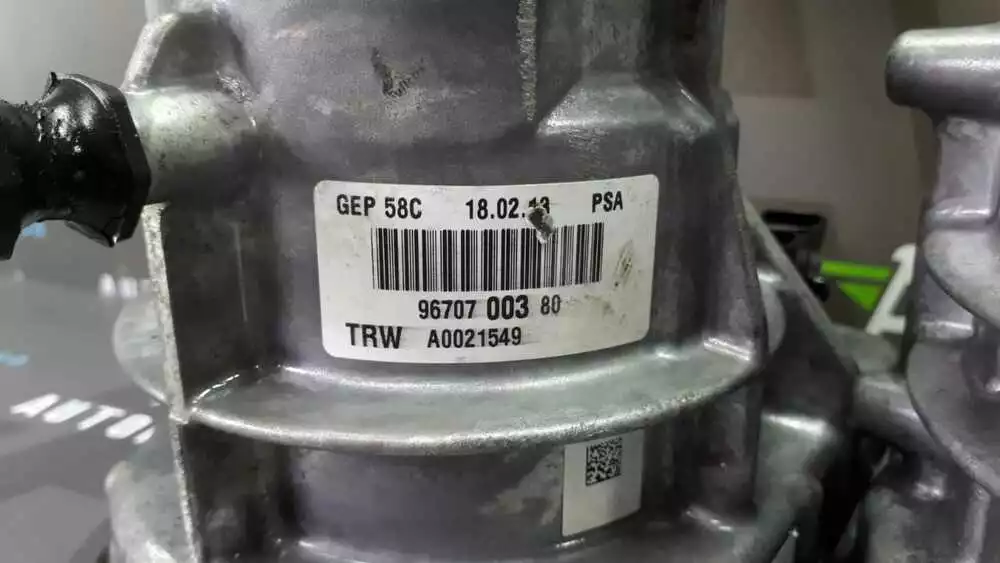 GEP 58C 18.02.13 PSA
96707 003 80
TRW A0021549
AUTO